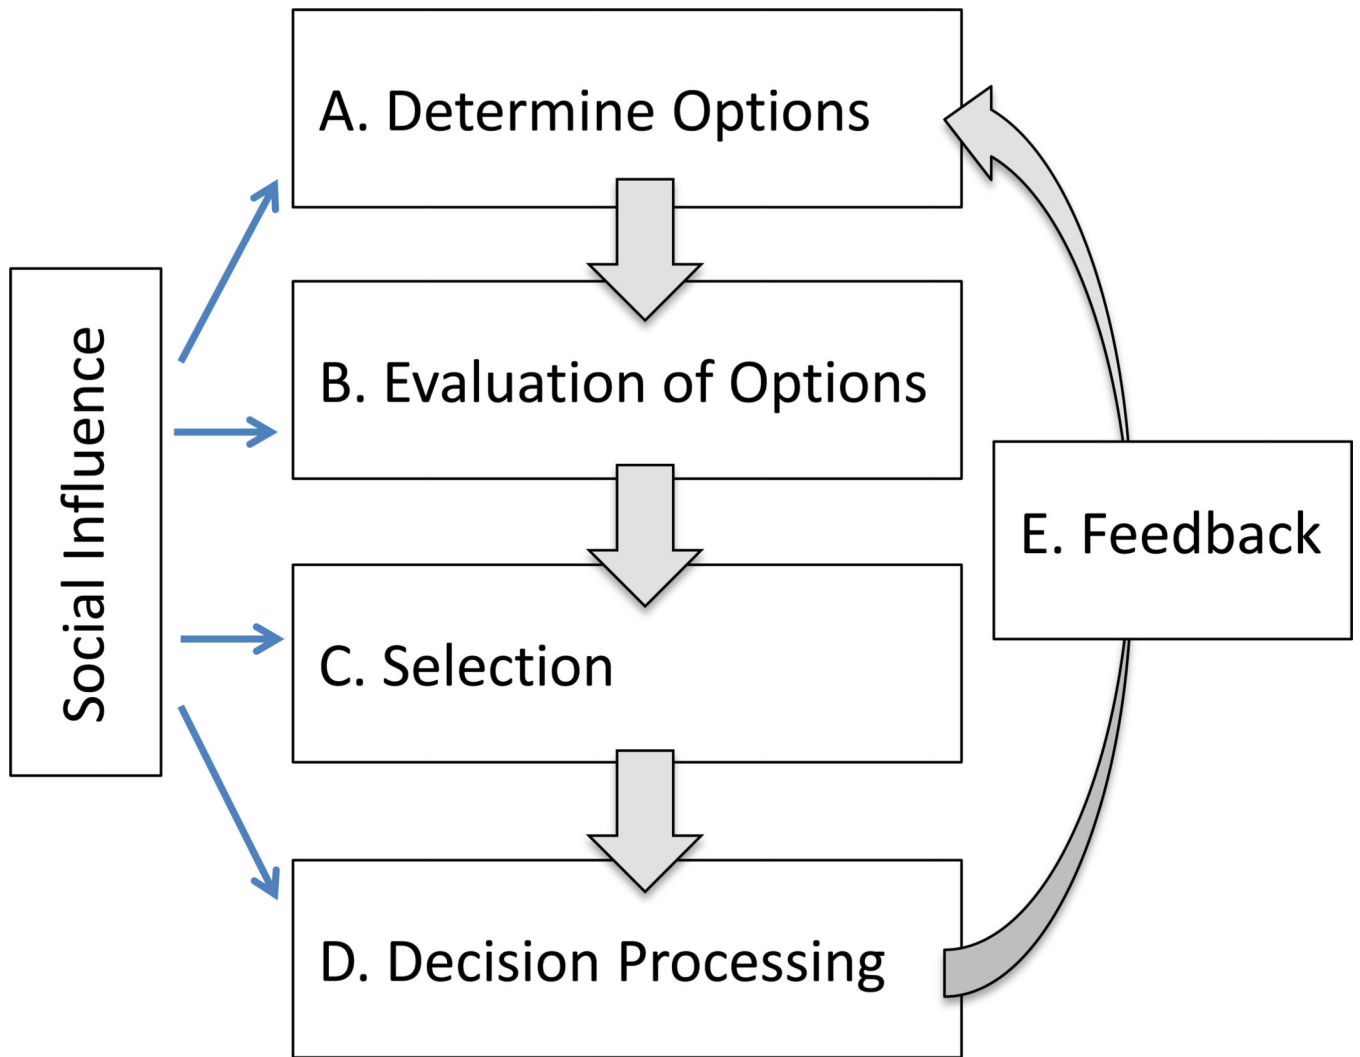 A. Determine Options
B. Evaluation of Options
C. Selection
D. Decision Processing
E. Feedback
Social Influence